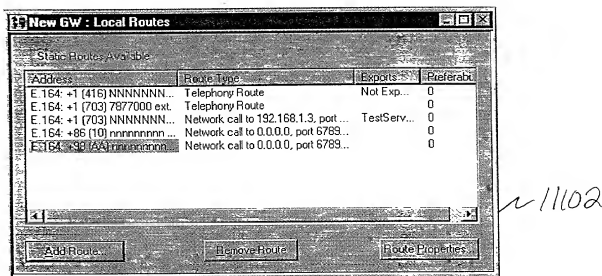 New GW : Local Routes
Static Routes Available
Address Route Type Exports Preferabi
E.164: +1 (416) NNNNNNN... Telephony Route Not Exp... 0
E.164: +1 (703) 7877000 ext. Telephony Route 0
E.164: +1 (703) NNNNNNN... Network call to 192.168.1.3, port ... TestServ... 0
E.164: +86 (10) nnnnnnnnn ... Network call to 0.0.0.0, port 6789... 0
E.164: +98 (AA) nnnnnnnnn... Network call to 0.0.0.0, port 6789... 0
11102
Add Route... Remove Route Route Properties...